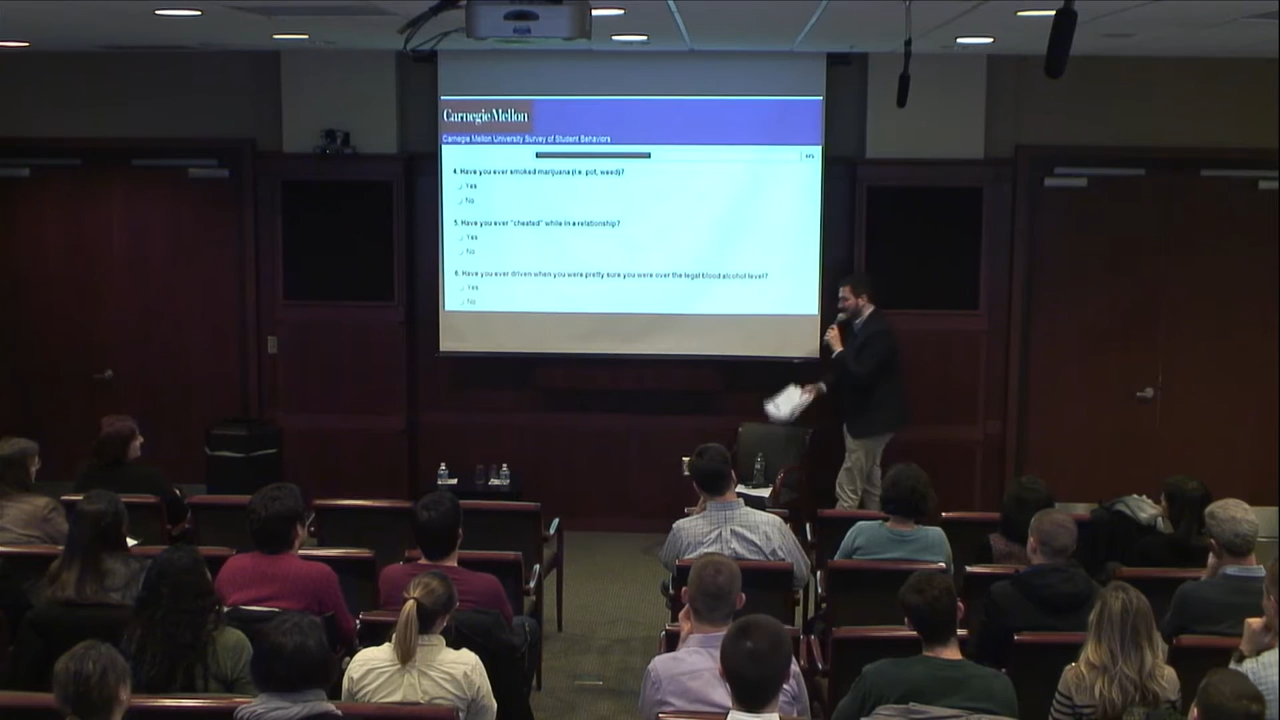 Carnegie Mellon
Carnegie Mellon University Survey of Student Behaviors
4. Have you ever smoked marijuana (i.e. pot, weed)?
Yes
No
5. Have you ever "cheated" while in a relationship?
Yes
No
6. Have you ever driven when you were pretty sure you were over the legal blood alcohol level?
Yes
No